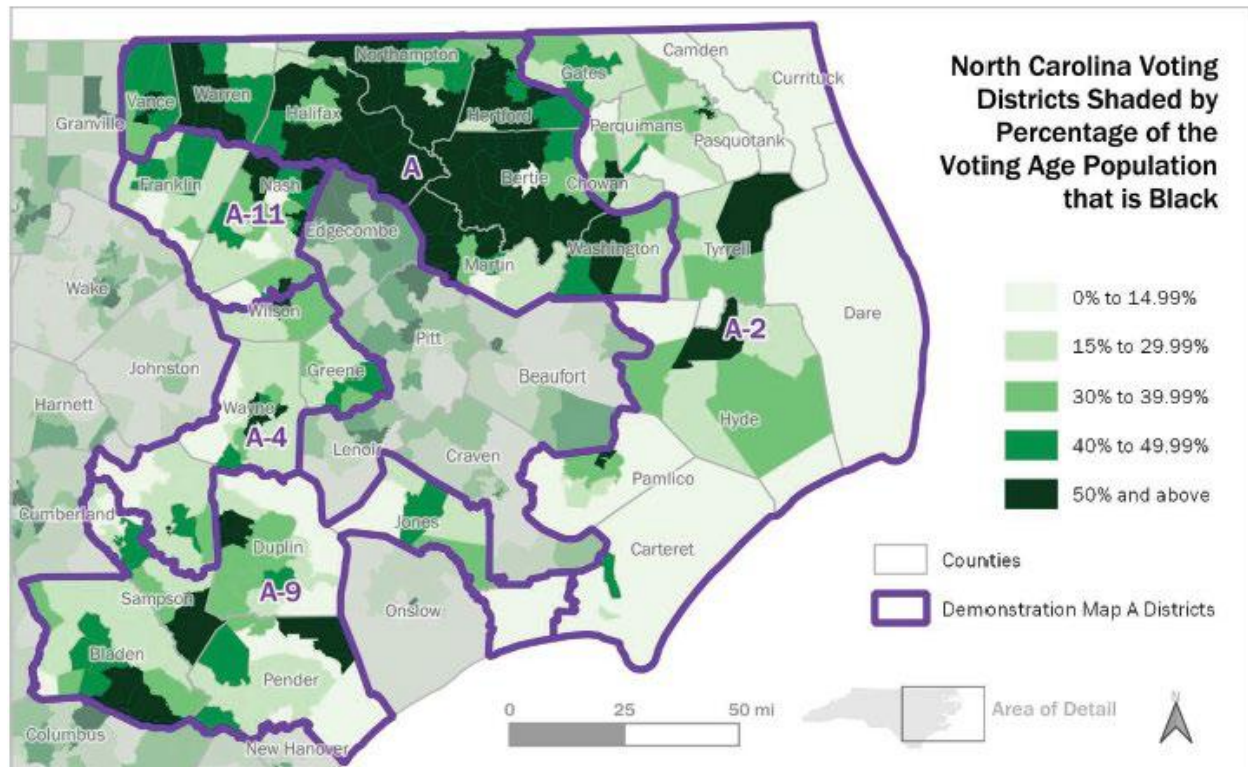 North Carolina Voting
Districts Shaded by
Percentage of the
Voting Age Population
that is Black
0% to 14.99%
15% to 29.99%
30% to 39.99%
40% to 49.99%
50% and above
Counties
Demonstration Map A Districts
Area of Detail
N
0 25 50 mi
Camden
Northampton
Currituck
Gates
Vance
Warren
Halifax
Hertford
Granville
Perquimans
Pasquotank
A
Bertie
Chowan
Franklin
Nash
A-11
Edgecombe
Washington
Tyrrell
Martin
Wake
Wilson
Dare
A-2
Pitt
Johnston
Greene
Beaufort
Harnett
Wayne
Hyde
A-4
Lenoir
Craven
Pamlico
Cumberland
Jones
Duplin
Carteret
A-9
Sampson
Onslow
Bladen
Pender
Columbus
New Hanover